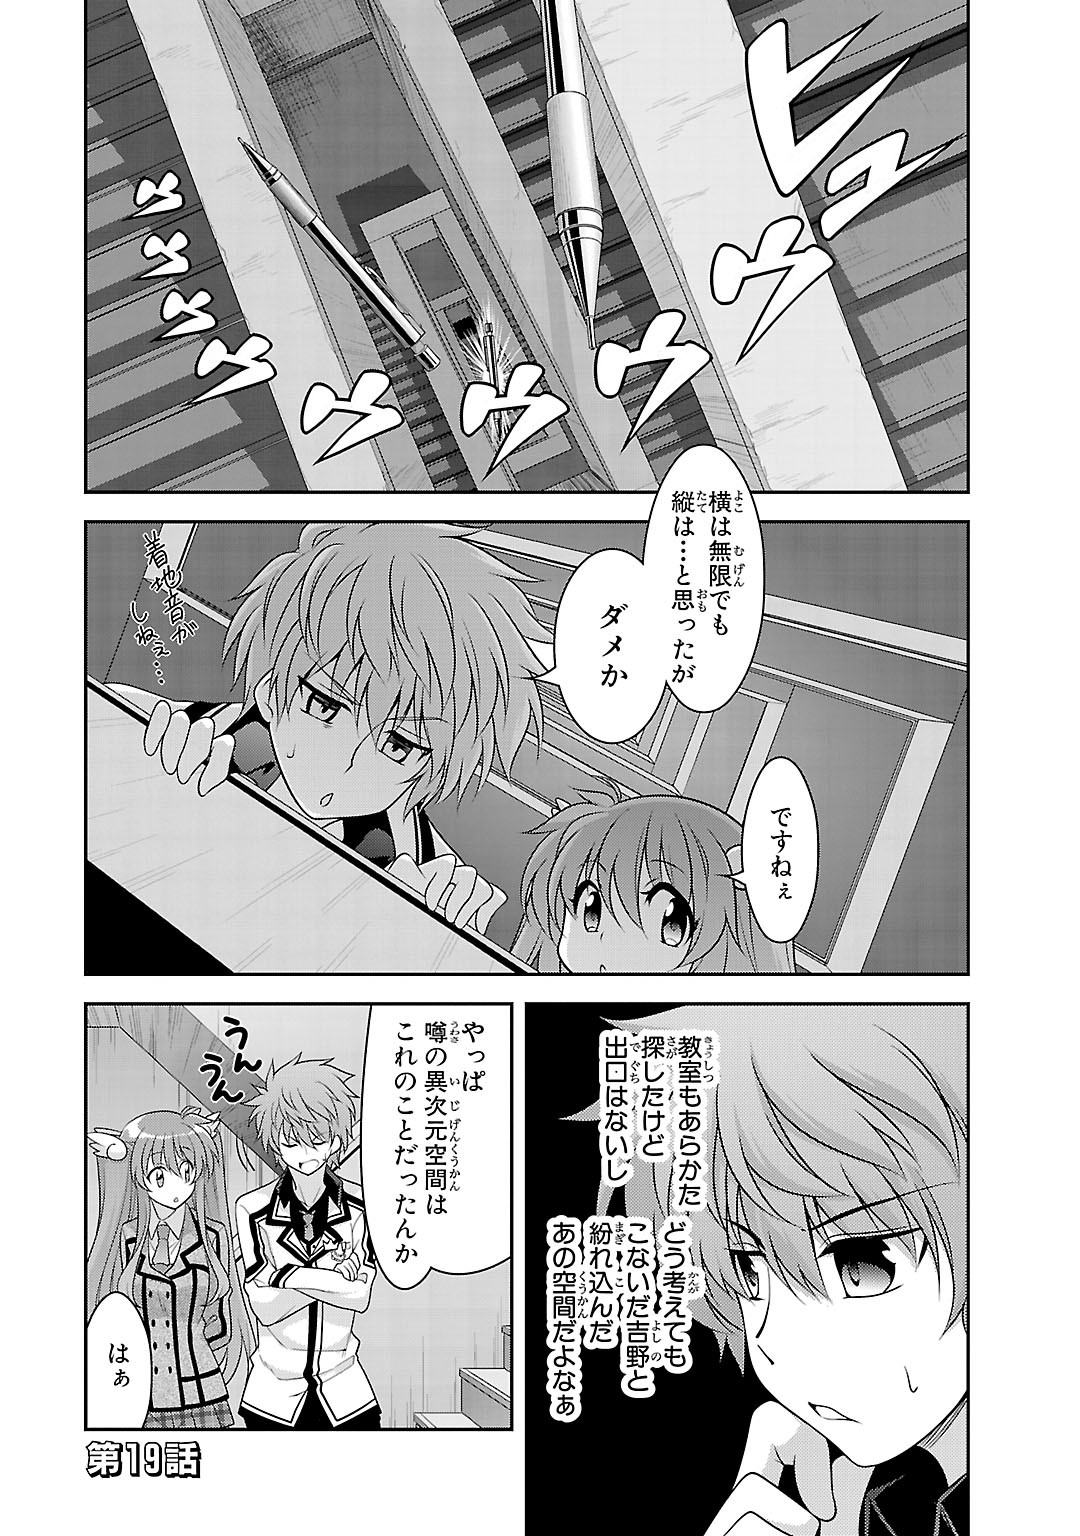 ヒュウウウウゥゥゥゥ
横は無限でも
縦は…と思ったが
ダメか
着地音が
しねぇ…
ですねぇ
教室もあらかた
探したけど
出口はないし
どう考えても
こないだ吉野と
紛れ込んだ
あの空間だよなぁ
やっぱ
噂の異次元空間は
これのことだったんか
うんうん
はぁ
第19話